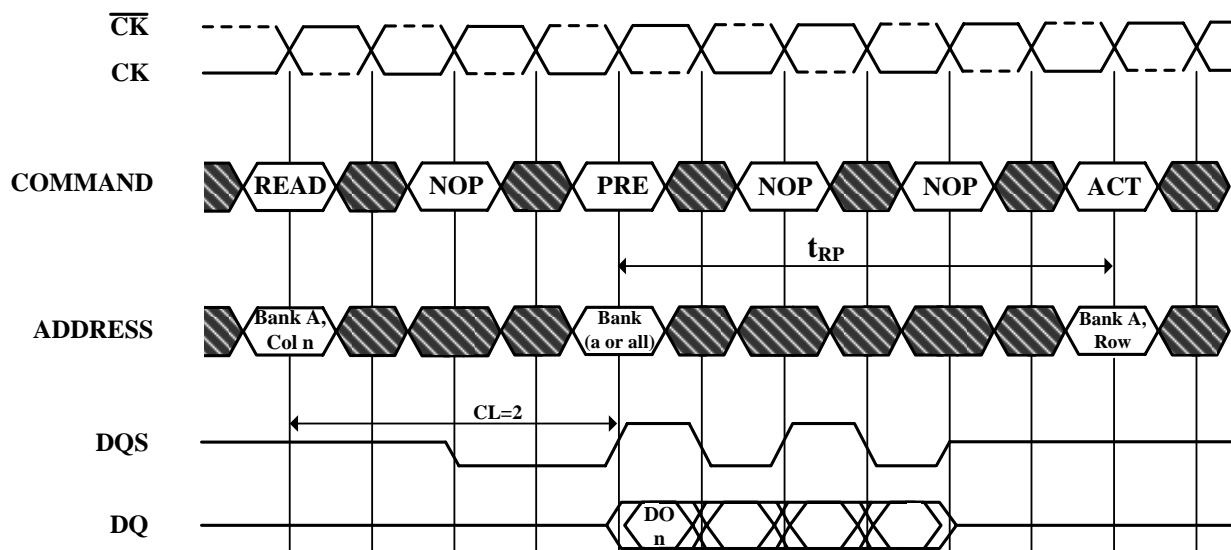 CK
CK
COMMAND
READ NOP PRE NOP NOP ACT
tRP
ADDRESS
Bank A,
Col n
Bank
(a or all)
Bank A,
Row
CL=2
DQS
DQ
DO
n